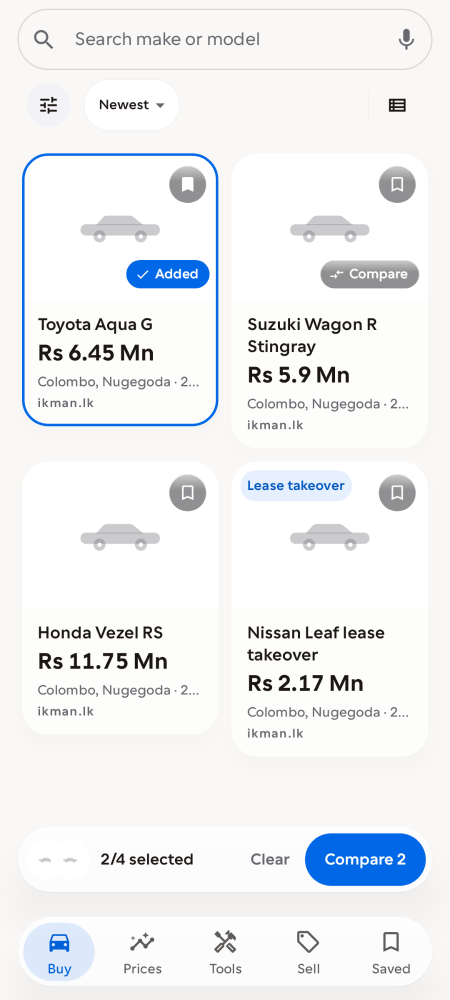 Search make or model
Newest
Added
Toyota Aqua G
Rs 6.45 Mn
Colombo, Nugegoda · 2...
ikman.lk
Compare
Suzuki Wagon R
Stingray
Rs 5.9 Mn
Colombo, Nugegoda · 2...
ikman.lk
Honda Vezel RS
Rs 11.75 Mn
Colombo, Nugegoda · 2...
ikman.lk
Lease takeover
Nissan Leaf lease
takeover
Rs 2.17 Mn
Colombo, Nugegoda · 2...
ikman.lk
2/4 selected
Clear
Compare 2
Buy
Prices
Tools
Sell
Saved